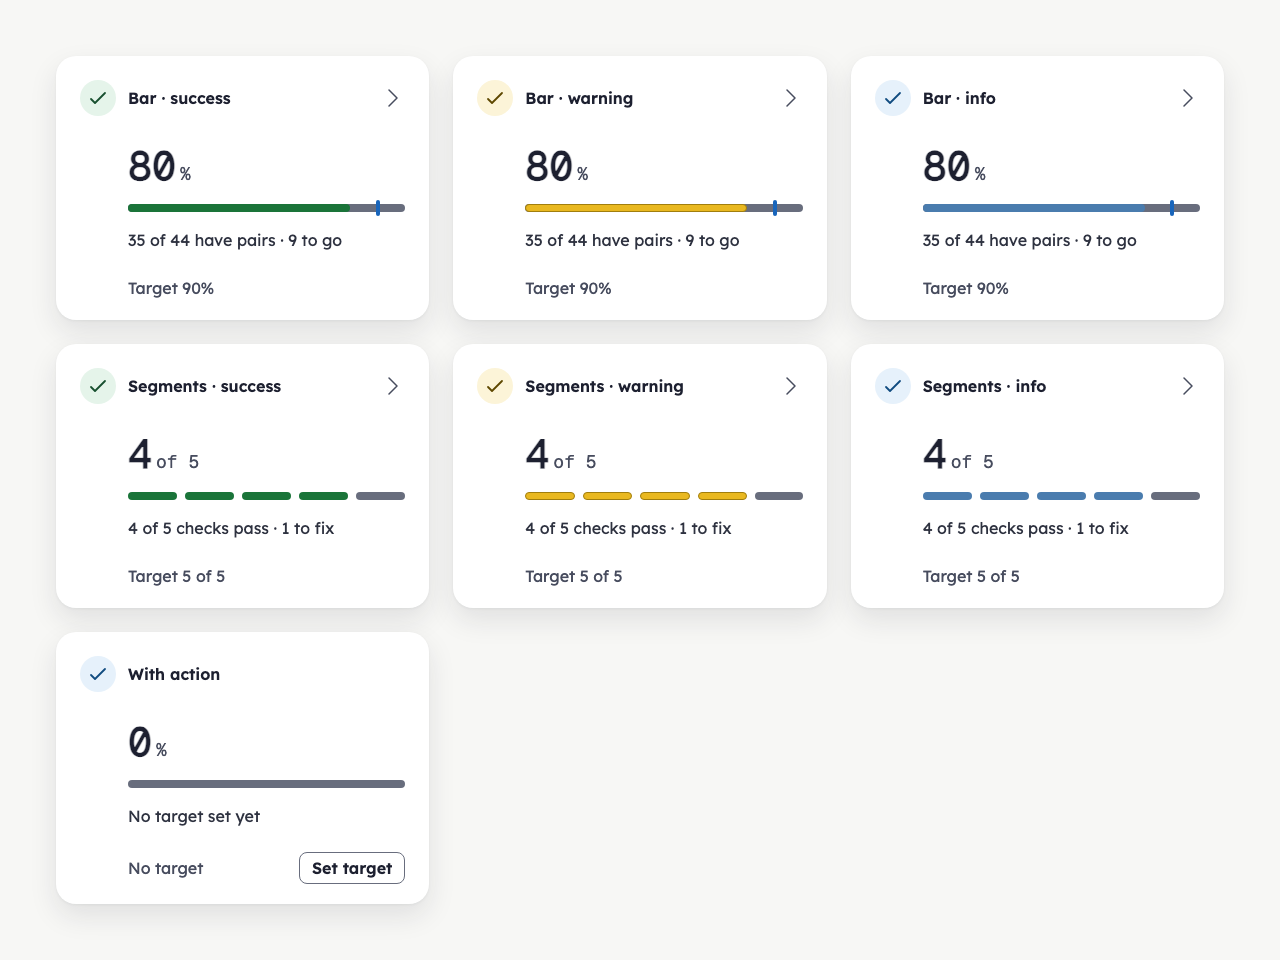 Bar · success
80 %
35 of 44 have pairs · 9 to go
Target 90%
Bar · warning
80 %
35 of 44 have pairs · 9 to go
Target 90%
Bar · info
80 %
35 of 44 have pairs · 9 to go
Target 90%
Segments · success
4 of 5
4 of 5 checks pass · 1 to fix
Target 5 of 5
Segments · warning
4 of 5
4 of 5 checks pass · 1 to fix
Target 5 of 5
Segments · info
4 of 5
4 of 5 checks pass · 1 to fix
Target 5 of 5
With action
0 %
No target set yet
No target
Set target